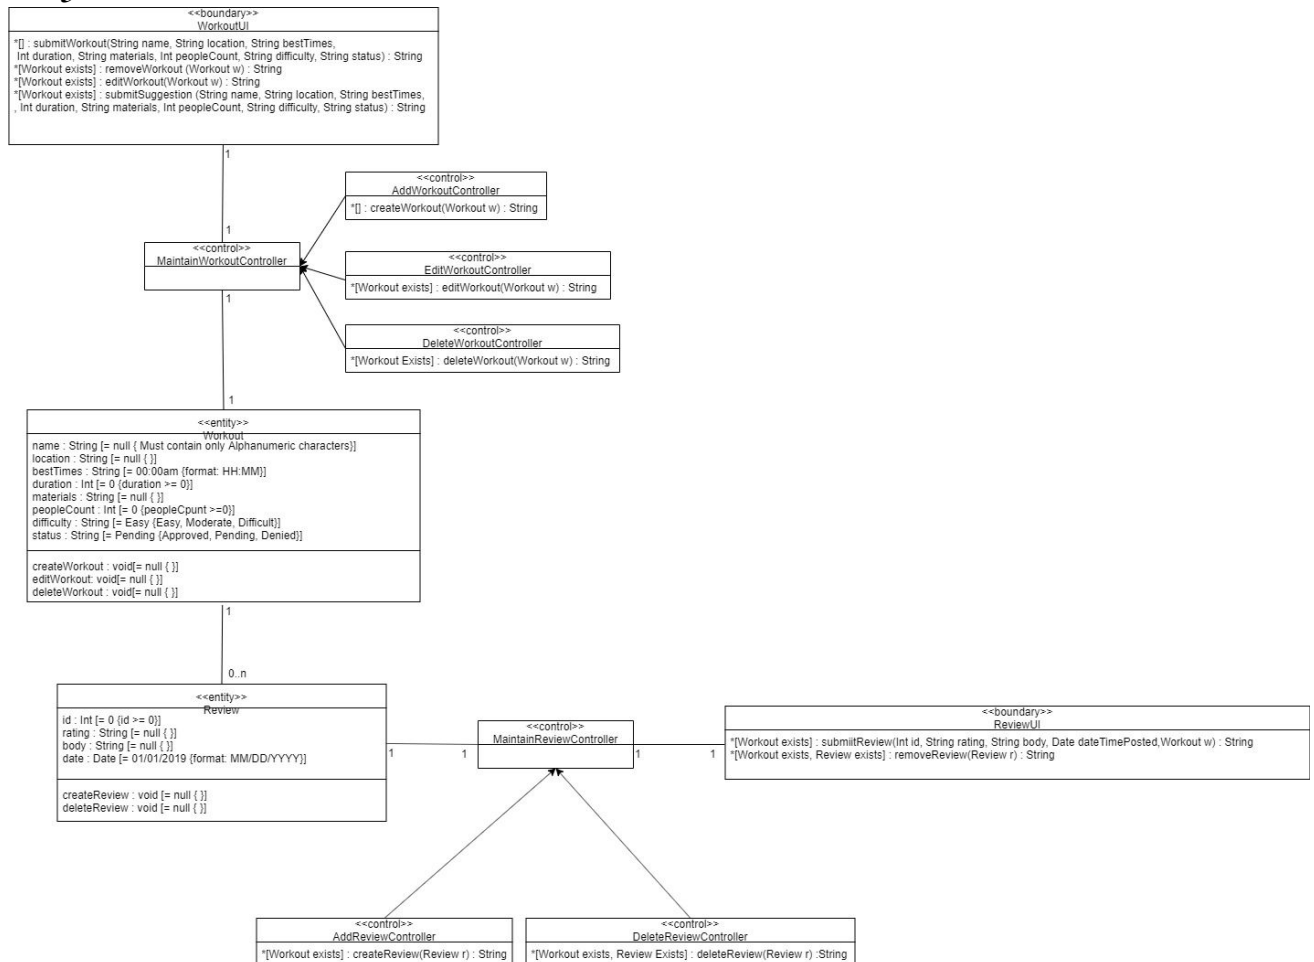 <<boundary>>
WorkoutUI
*[] : submitWorkout(String name, String location, String bestTimes,
Int duration, String materials, Int peopleCount, String difficulty, String status) : String
*[Workout exists] : removeWorkout (Workout w) : String
*[Workout exists] : editWorkout(Workout w) : String
*[Workout exists] : submitSuggestion (String name, String location, String bestTimes,
, Int duration, String materials, Int peopleCount, String difficulty, String status) : String
1
1
<<control>>
AddWorkoutController
*[] : createWorkout(Workout w) : String
<<control>>
MaintainWorkoutController
<<control>>
EditWorkoutController
*[Workout exists] : editWorkout(Workout w) : String
1
<<control>>
DeleteWorkoutController
*[Workout Exists] : deleteWorkout(Workout w) : String
1
<<entity>>
Workout
name : String [= null { Must contain only Alphanumeric characters}]
location : String [= null { }]
bestTimes : String [= 00:00am {format: HH:MM}]
duration : Int [= 0 {duration >= 0}]
materials : String [= null { }]
peopleCount : Int [= 0 {peopleCpunt >=0}]
difficulty : String [= Easy {Easy, Moderate, Difficult}]
status : String [= Pending {Approved, Pending, Denied}]
createWorkout : void[= null { }]
editWorkout: void[= null { }]
deleteWorkout : void[= null { }]
1
0..n
<<entity>>
Review
id : Int [= 0 {id >= 0}]
rating : String [= null { }]
body : String [= null { }]
date : Date [= 01/01/2019 {format: MM/DD/YYYY}]
createReview : void [= null { }]
deleteReview : void [= null { }]
1
1
<<control>>
MaintainReviewController
1
1
<<boundary>>
ReviewUI
*[Workout exists] : submiitReview(Int id, String rating, String body, Date dateTimePosted,Workout w) : String
*[Workout exists, Review exists] : removeReview(Review r) : String
<<control>>
AddReviewController
*[Workout exists] : createReview(Review r) : String
<<control>>
DeleteReviewController
*[Workout exists, Review Exists] : deleteReview(Review r) :String